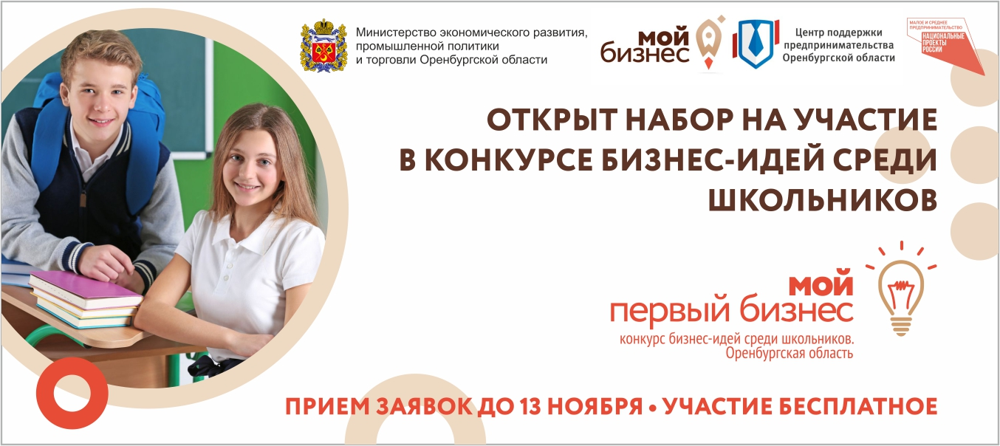 Министерство экономического развития,
промышленной политики
и торговли Оренбургской области
МОЙ
бизнес
Центр поддержки
предпринимательства
Оренбургской области
МАЛОЕ И СРЕДНЕЕ
ПРЕДПРИНИМАТЕЛЬСТВО
НАЦИОНАЛЬНЫЕ
ПРОЕКТЫ
РОССИИ
ОТКРЫТ НАБОР НА УЧАСТИЕ
В КОНКУРСЕ БИЗНЕС-ИДЕЙ СРЕДИ
ШКОЛЬНИКОВ
мой
первый бизнес
конкурс бизнес-идей среди школьников.
Оренбургская область
ПРИЕМ ЗАЯВОК ДО 13 НОЯБРЯ • УЧАСТИЕ БЕСПЛАТНОЕ